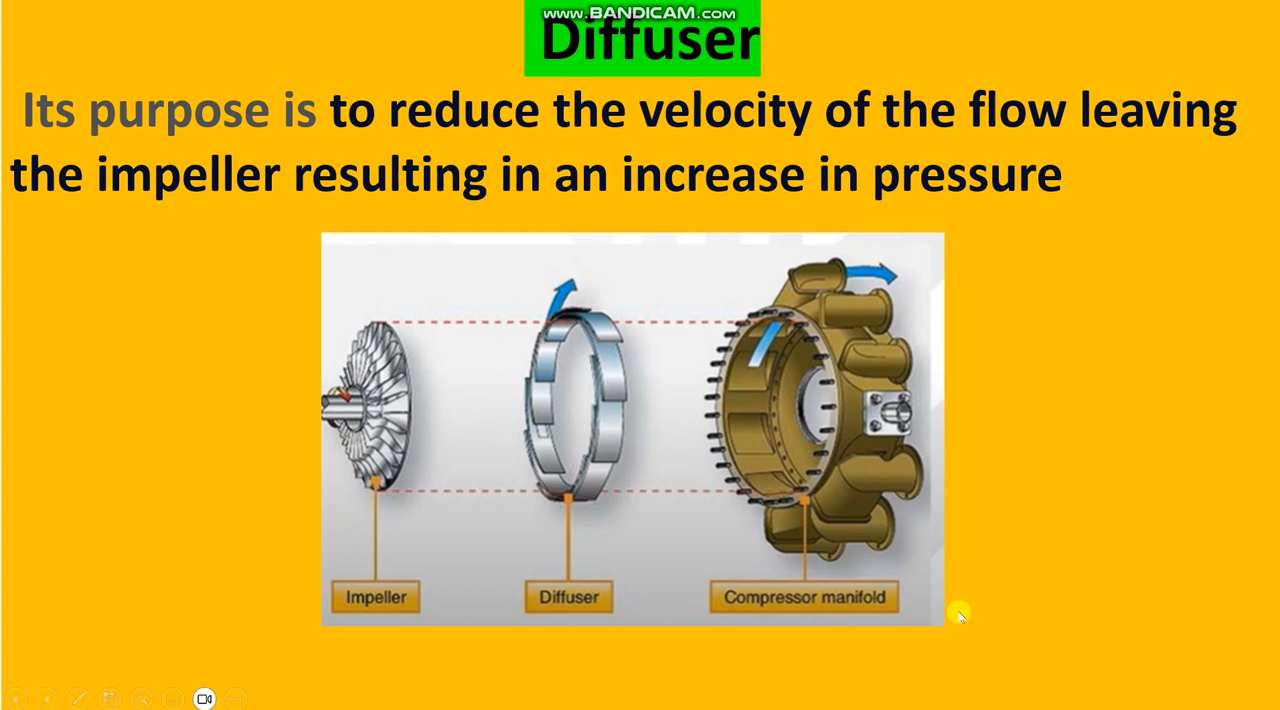 www.BANDICAM.com
Diffuser
Its purpose is to reduce the velocity of the flow leaving
the impeller resulting in an increase in pressure
Impeller
Diffuser
Compressor manifold